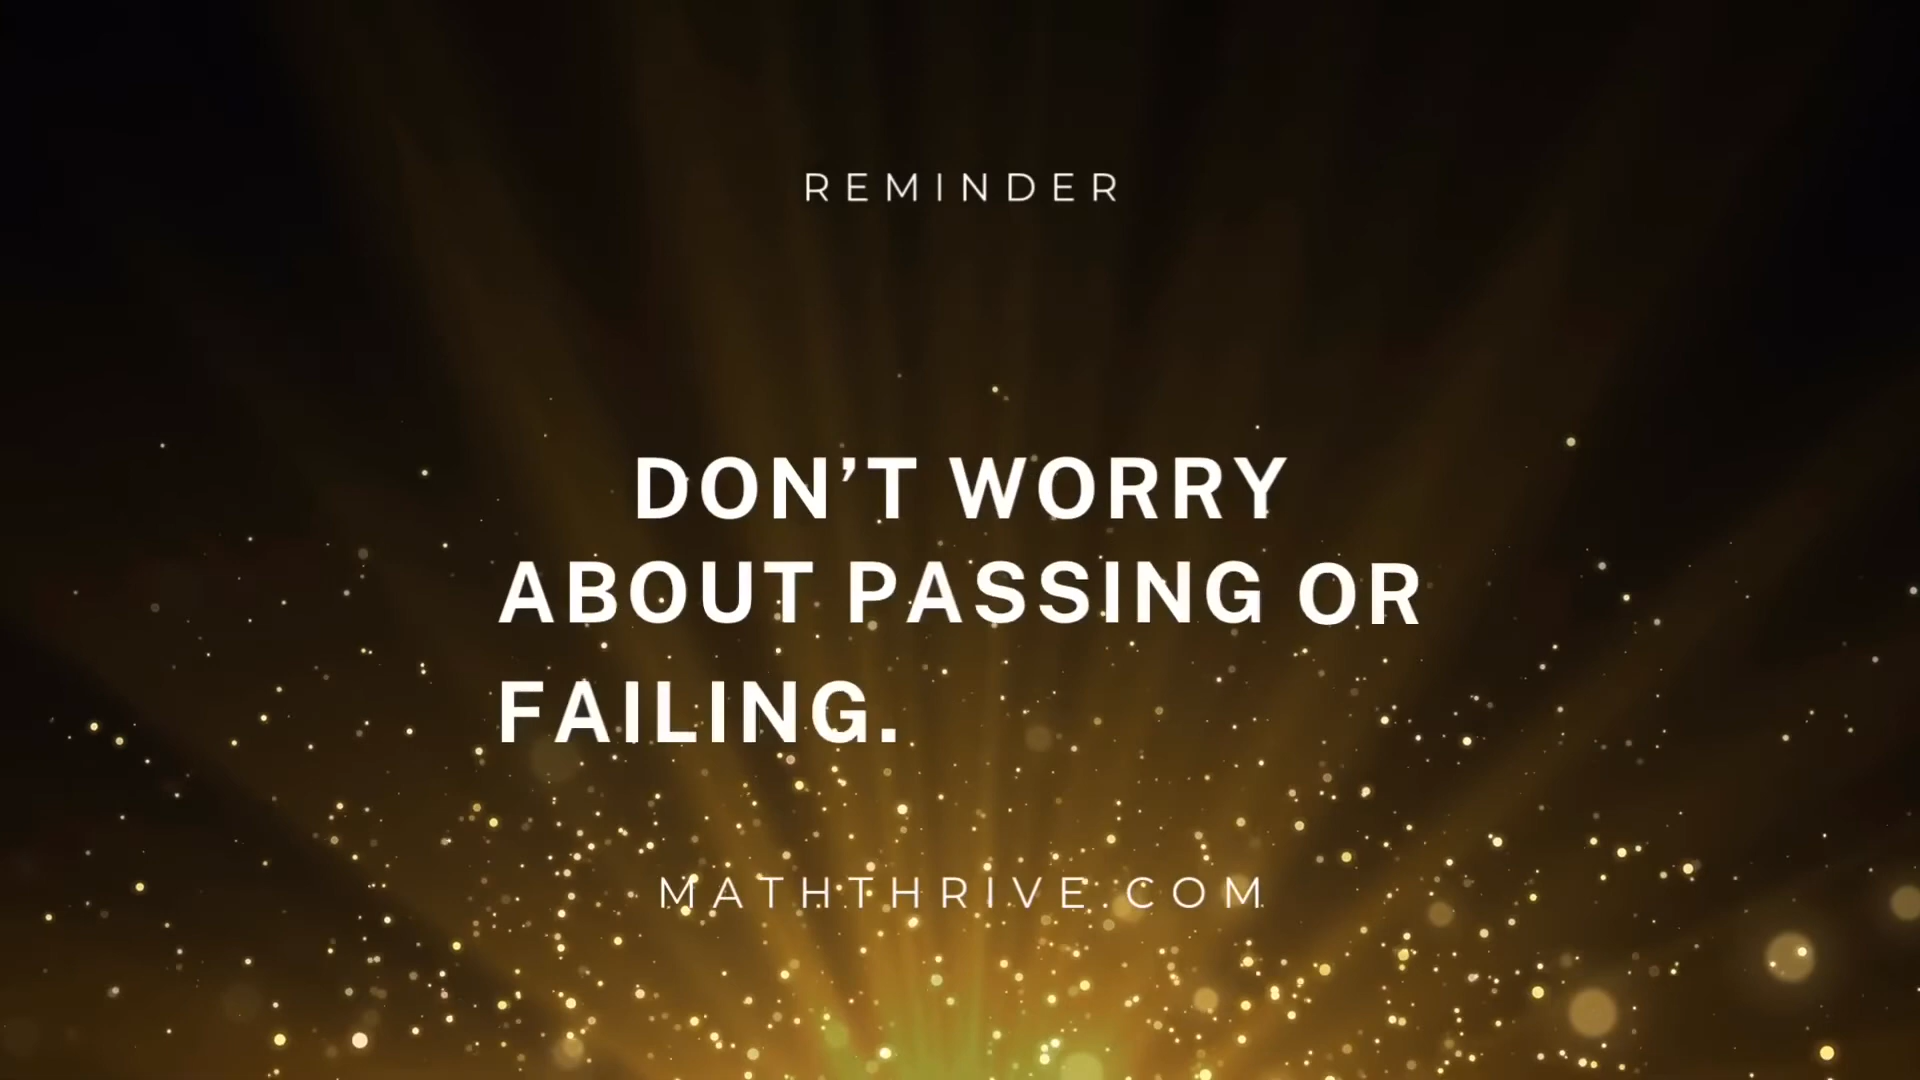 REMINDER
DON’T WORRY
ABOUT PASSING OR
FAILING.
MATHTHRIVE.COM